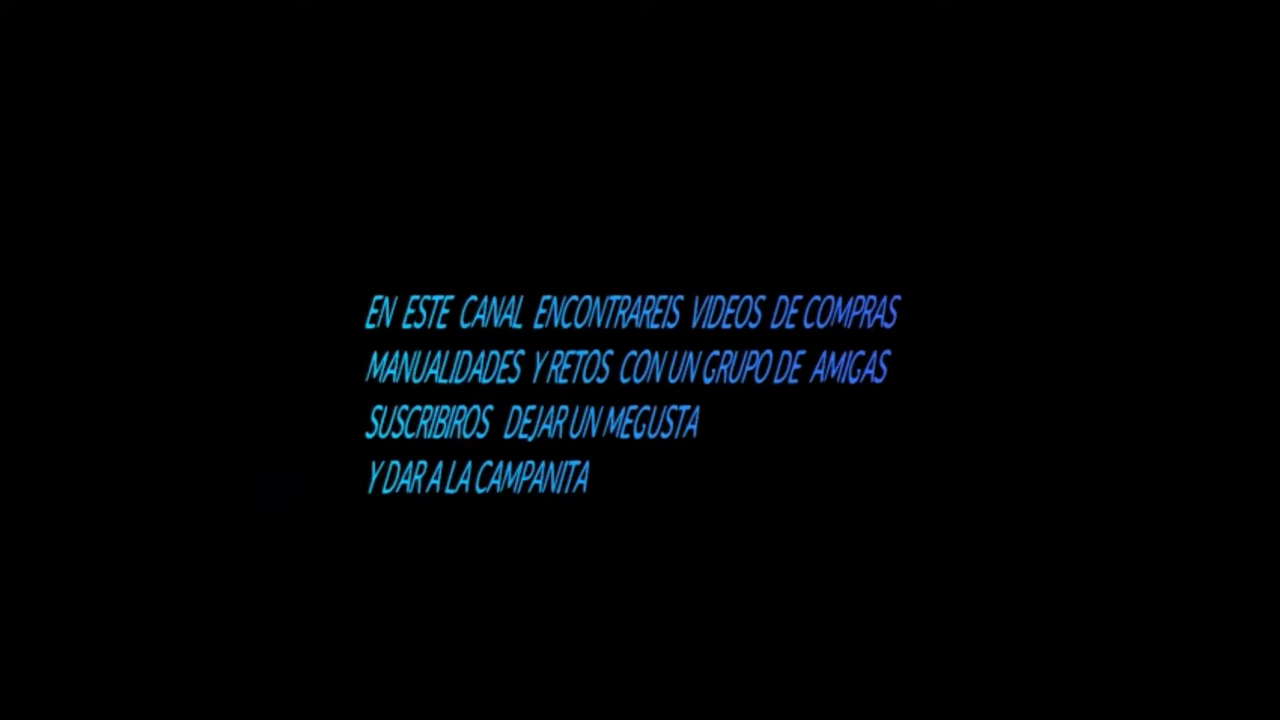 EN ESTE CANAL ENCONTRAREIS VIDEOS DE COMPRAS
MANUALIDADES Y RETOS CON UN GRUPO DE AMIGAS
SUSCRIBIROS DEJAR UN MEGUSTA
Y DAR A LA CAMPANITA